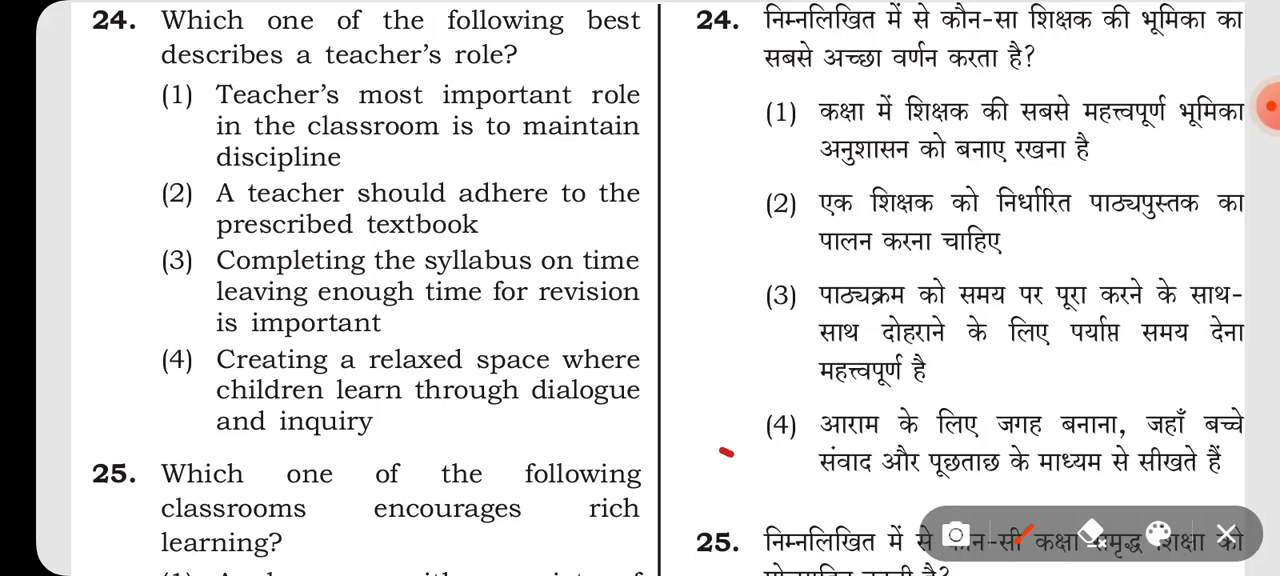 24. Which one of the following best
describes a teacher's role?
(1) Teacher's most important role
in the classroom is to maintain
discipline
(2) A teacher should adhere to the
prescribed textbook
(3) Completing the syllabus on time
leaving enough time for revision
is important
(4) Creating a relaxed space where
children learn through dialogue
and inquiry
25. Which one of the following
classrooms encourages rich
learning?
24. निम्नलिखित में से कौन-सा शिक्षक की भूमिका का
सबसे अच्छा वर्णन करता है?
(1) कक्षा में शिक्षक की सबसे महत्त्वपूर्ण भूमिका
अनुशासन को बनाए रखना है
(2) एक शिक्षक को निर्धारित पाठ्यपुस्तक का
पालन करना चाहिए
(3) पाठ्यक्रम को समय पर पूरा करने के साथ-
साथ दोहराने के लिए पर्याप्त समय देना
महत्त्वपूर्ण है
(4) आराम के लिए जगह बनाना, जहाँ बच्चे
संवाद और पूछताछ के माध्यम से सीखते हैं
25. निम्नलिखित में से कौन-सी कक्षा समृद्ध शिक्षा को